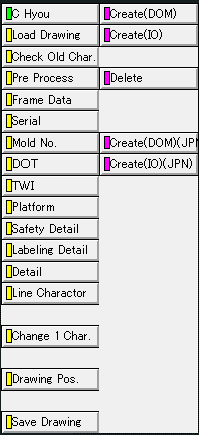 C Hyou Create(DOM)
Load Drawing Create(IO)
Check Old Char.
Pre Process Delete
Frame Data
Serial
Mold No. Create(DOM)(JPN
DOT Create(IO)(JPN)
TWI
Platform
Safety Detail
Labeling Detail
Detail
Line Charactor
Change 1 Char.
Drawing Pos.
Save Drawing